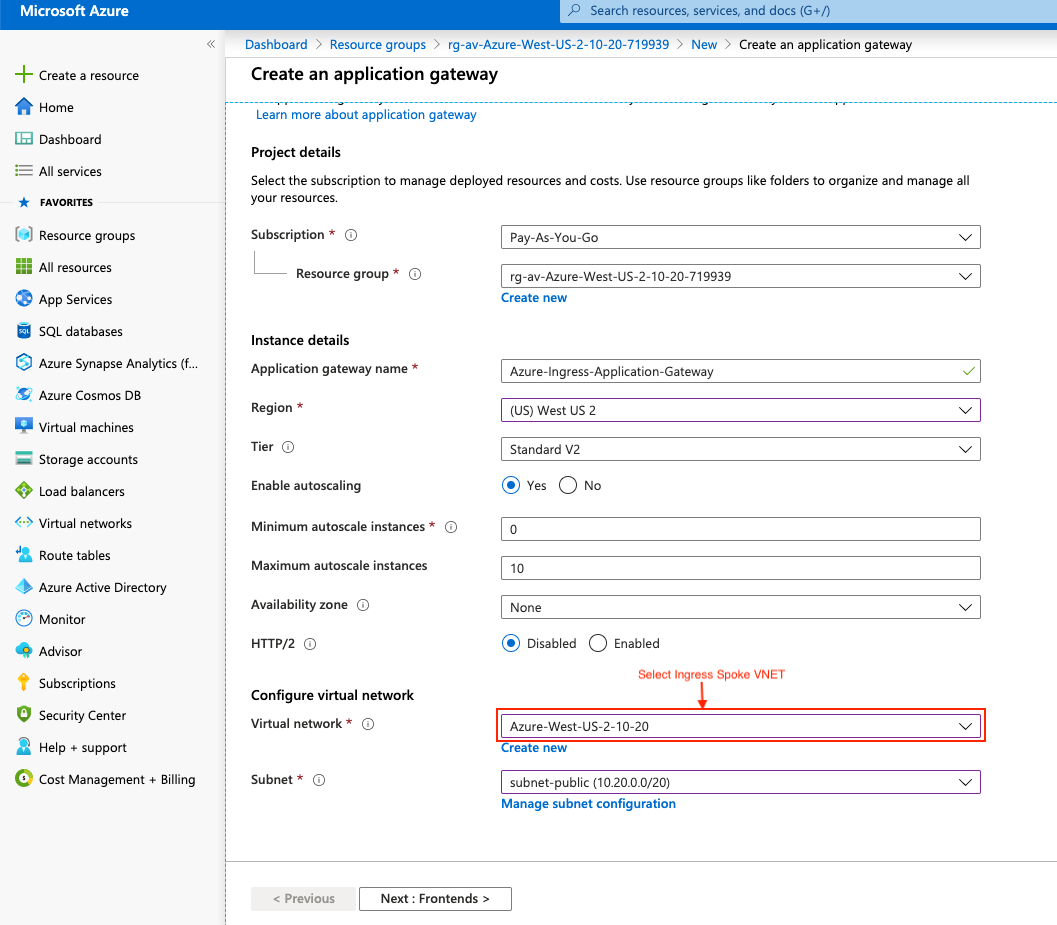 Microsoft Azure
Search resources, services, and docs (G+/)
«
Dashboard > Resource groups > rg-av-Azure-West-US-2-10-20-719939 > New > Create an application gateway
Create a resource
Home
Dashboard
All services
FAVORITES
Resource groups
All resources
App Services
SQL databases
Azure Synapse Analytics (f...
Azure Cosmos DB
Virtual machines
Storage accounts
Load balancers
Virtual networks
Route tables
Azure Active Directory
Monitor
Advisor
Subscriptions
Security Center
Help + support
Cost Management + Billing
Create an application gateway
Learn more about application gateway
Project details
Select the subscription to manage deployed resources and costs. Use resource groups like folders to organize and manage all
your resources.
Subscription *
Pay-As-You-Go
Resource group *
rg-av-Azure-West-US-2-10-20-719939
Create new
Instance details
Application gateway name *
Azure-Ingress-Application-Gateway
Region *
(US) West US 2
Tier
Standard V2
Enable autoscaling
Yes No
Minimum autoscale instances *
0
Maximum autoscale instances
10
Availability zone
None
HTTP/2
Disabled Enabled
Select Ingress Spoke VNET
Configure virtual network
Virtual network *
Azure-West-US-2-10-20
Create new
Subnet *
subnet-public (10.20.0.0/20)
Manage subnet configuration
< Previous
Next : Frontends >